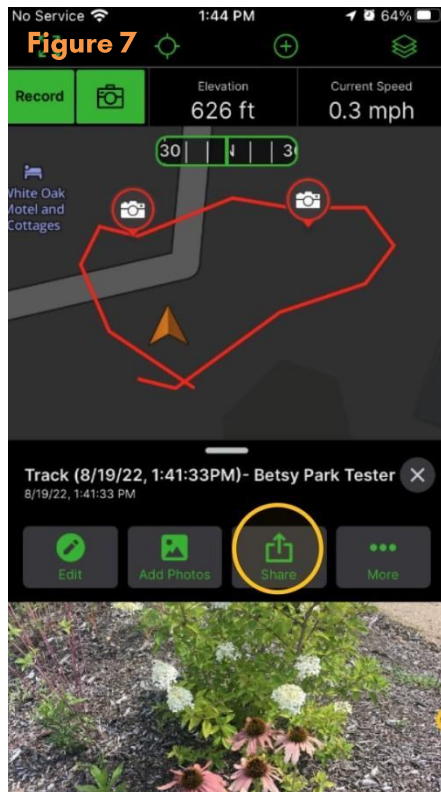 No Service 1:44 PM 64%
Figure 7
Record
Elevation
626 ft
Current Speed
0.3 mph
30
White Oak
Motel and
Cottages
Track (8/19/22, 1:41:33PM)- Betsy Park Tester
8/19/22, 1:41:33 PM
Edit Add Photos Share More